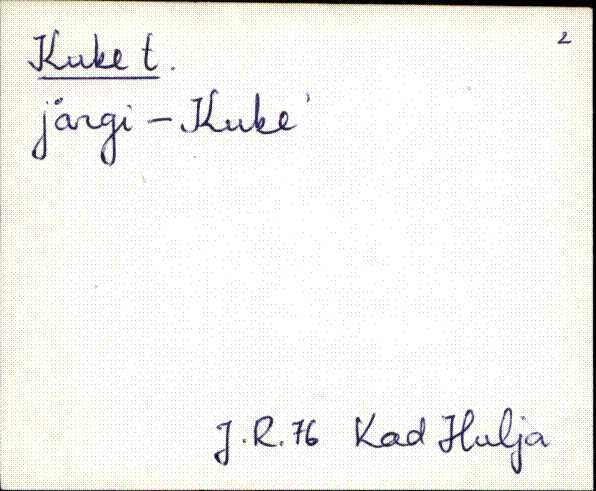 Kuke t. 2
järgi – Kuke'
J.R. 76 Kad Hulja